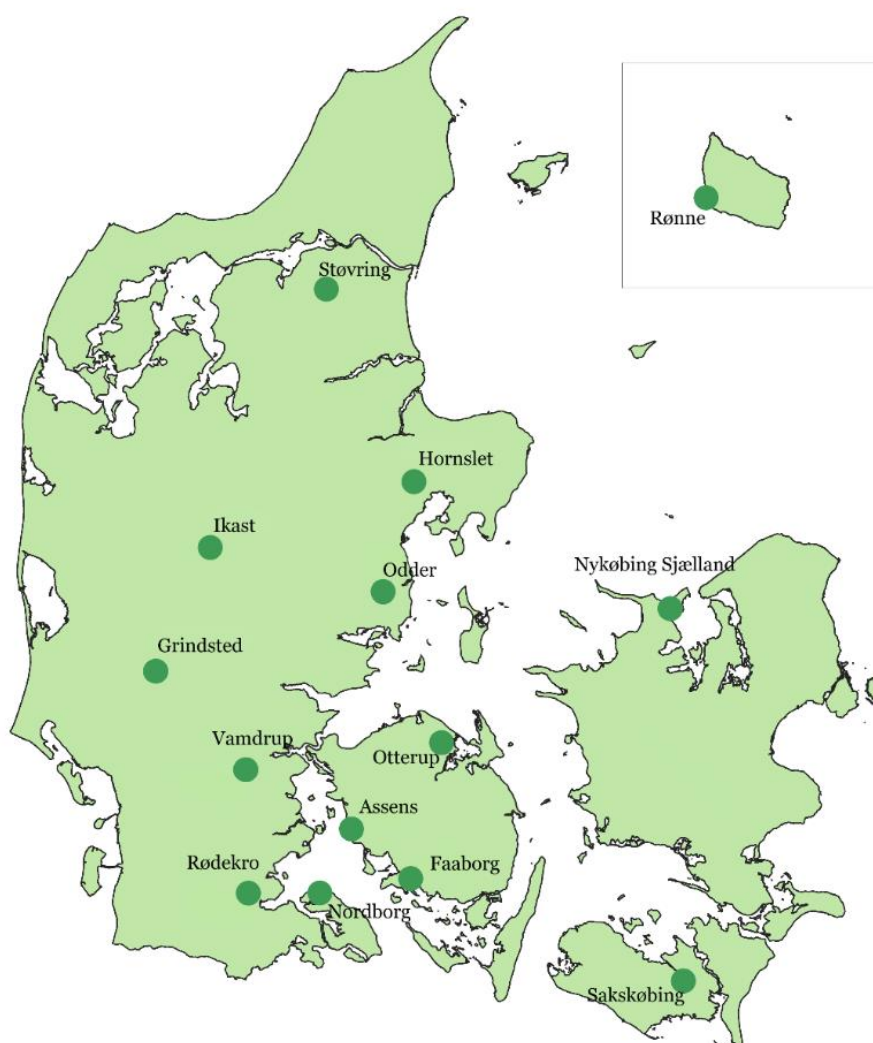 Rønne
Støvring
Hornslet
Ikast
Nykøbing Sjælland
Odder
Grindsted
Vamdrup
Otterup
Assens
Rødekro
Faaborg
Nordborg
Sakskøbing